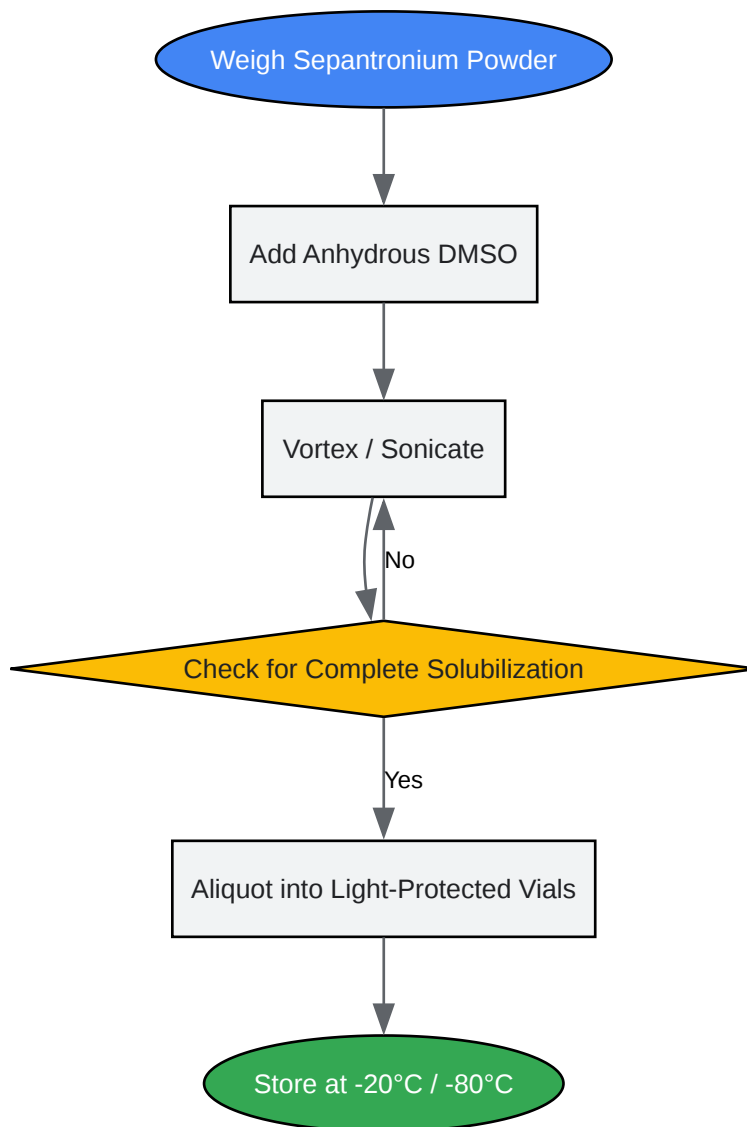 Weigh Sepantronium Powder
Add Anhydrous DMSO
Vortex / Sonicate
No
Check for Complete Solubilization
Yes
Aliquot into Light-Protected Vials
Store at -20°C / -80°C